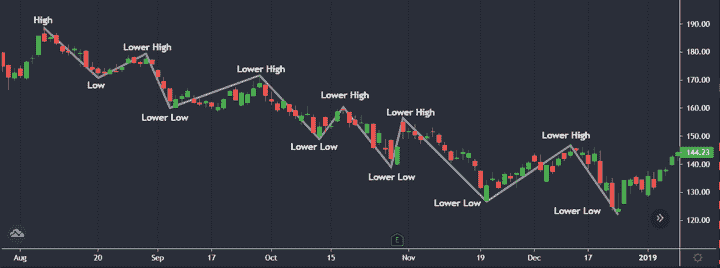 High
190.00
Lower High
180.00
Lower High
Low
170.00
Lower High
Lower High
160.00
Lower Low
150.00
Lower High
Lower Low
144.23
140.00
Lower Low
130.00
Lower Low
Lower Low
120.00
E
Aug
20
Sep
17
Oct
15
Nov
19
Dec
17
2019